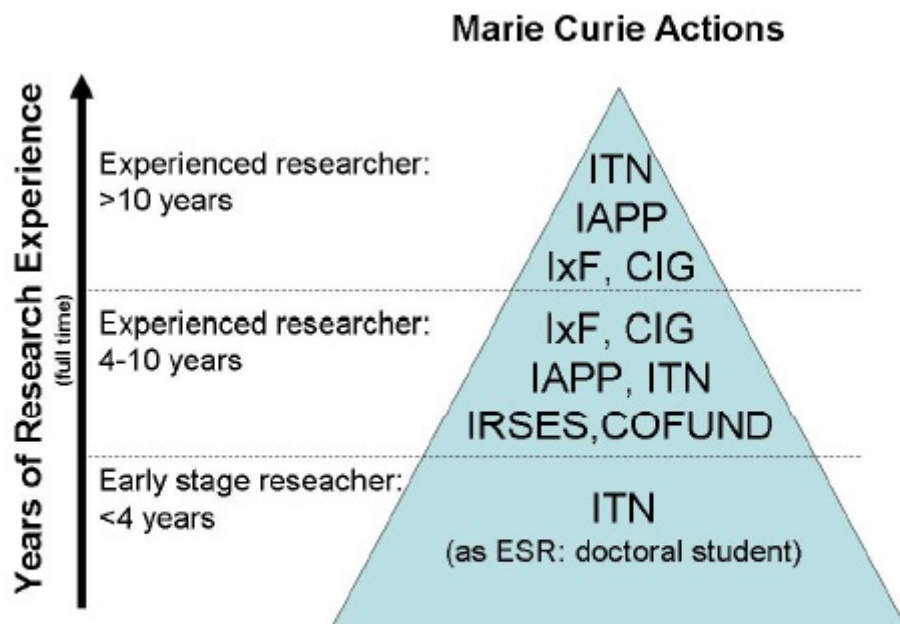 Marie Curie Actions
Years of Research Experience
(full time)
Experienced researcher:
>10 years
ITN
IAPP
IxF, CIG
Experienced researcher:
4-10 years
IxF, CIG
IAPP, ITN
IRSES,COFUND
Early stage reseacher:
<4 years
ITN
(as ESR: doctoral student)